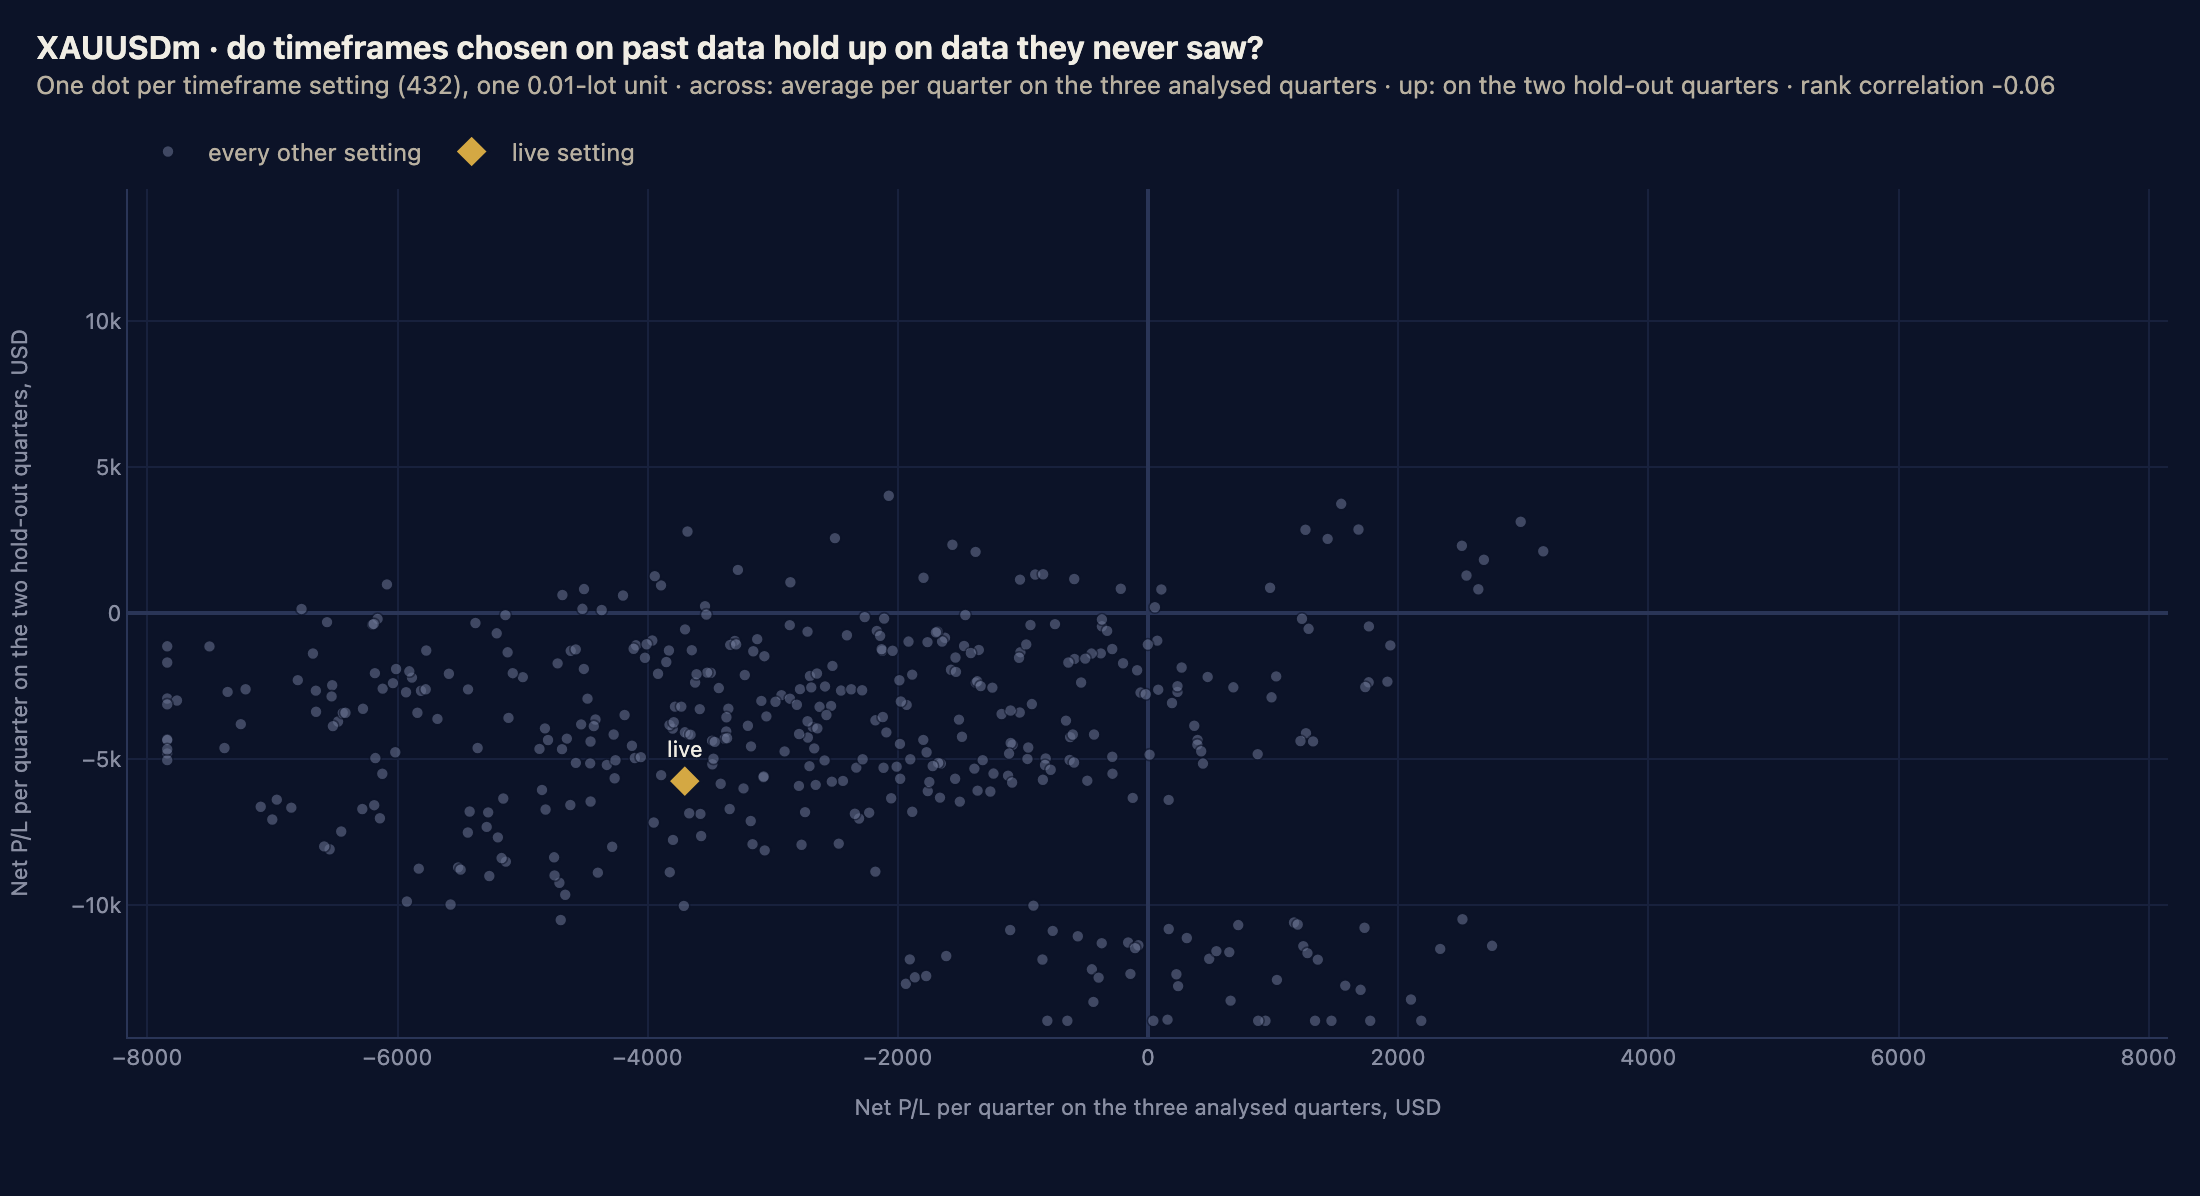 XAUUSDm · do timeframes chosen on past data hold up on data they never saw?
One dot per timeframe setting (432), one 0.01-lot unit · across: average per quarter on the three analysed quarters · up: on the two hold-out quarters · rank correlation -0.06
every other setting
live setting
Net P/L per quarter on the two hold-out quarters, USD
10k
5k
0
−5k
−10k
live
−8000
−6000
−4000
−2000
0
2000
4000
6000
8000
Net P/L per quarter on the three analysed quarters, USD